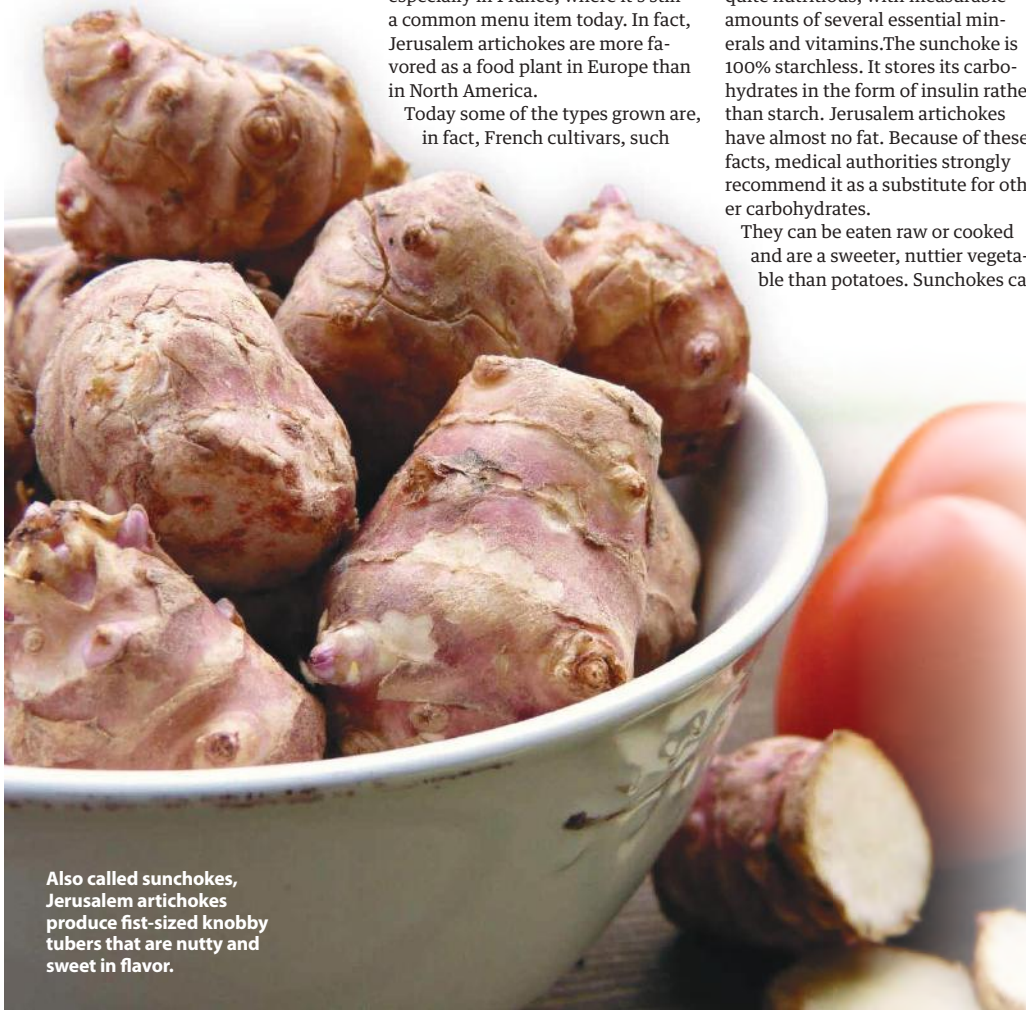 a common menu item today. In fact,
Jerusalem artichokes are more fa-
vored as a food plant in Europe than
in North America.
Today some of the types grown are,
in fact, French cultivars, such
amounts of several essential min-
erals and vitamins.The sunchoke is
100% starchless. It stores its carbo-
hydrates in the form of insulin rathe
than starch. Jerusalem artichokes
have almost no fat. Because of these
facts, medical authorities strongly
recommend it as a substitute for oth
er carbohydrates.
They can be eaten raw or cooked
and are a sweeter, nuttier vegeta-
ble than potatoes. Sunchokes ca
Also called sunchokes,
Jerusalem artichokes
produce fist-sized knobby
tubers that are nutty and
sweet in flavor.